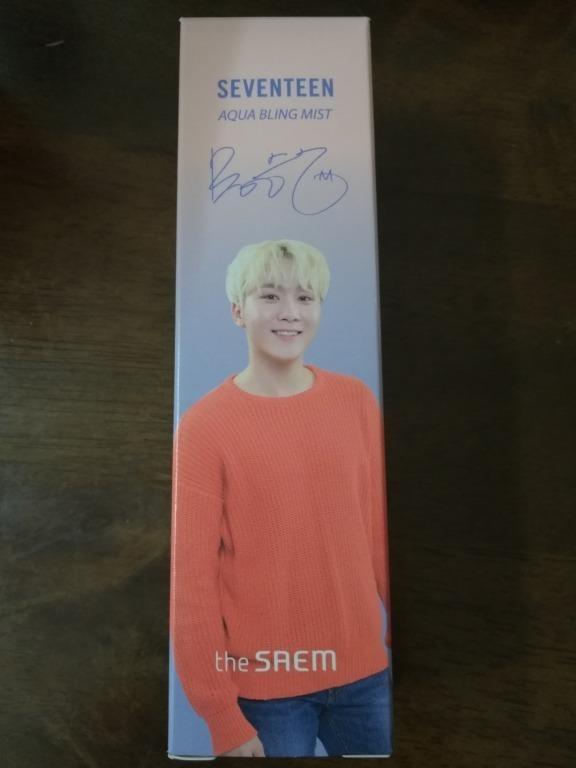 SEVENTEEN
AQUA BLING MIST
the SAEM